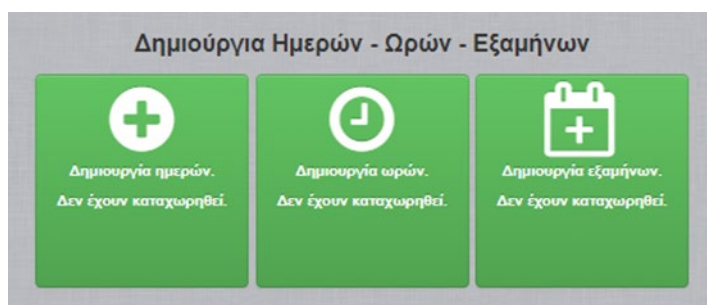 Δημιούργια Ημερών - Ωρών - Εξαμήνων
Δημιουργία ημερών.
Δεν έχουν καταχωρηθεί.
Δημιουργία ωρών.
Δεν έχουν καταχωρηθεί.
Δημιουργία εξαμήνων.
Δεν έχουν καταχωρηθεί.